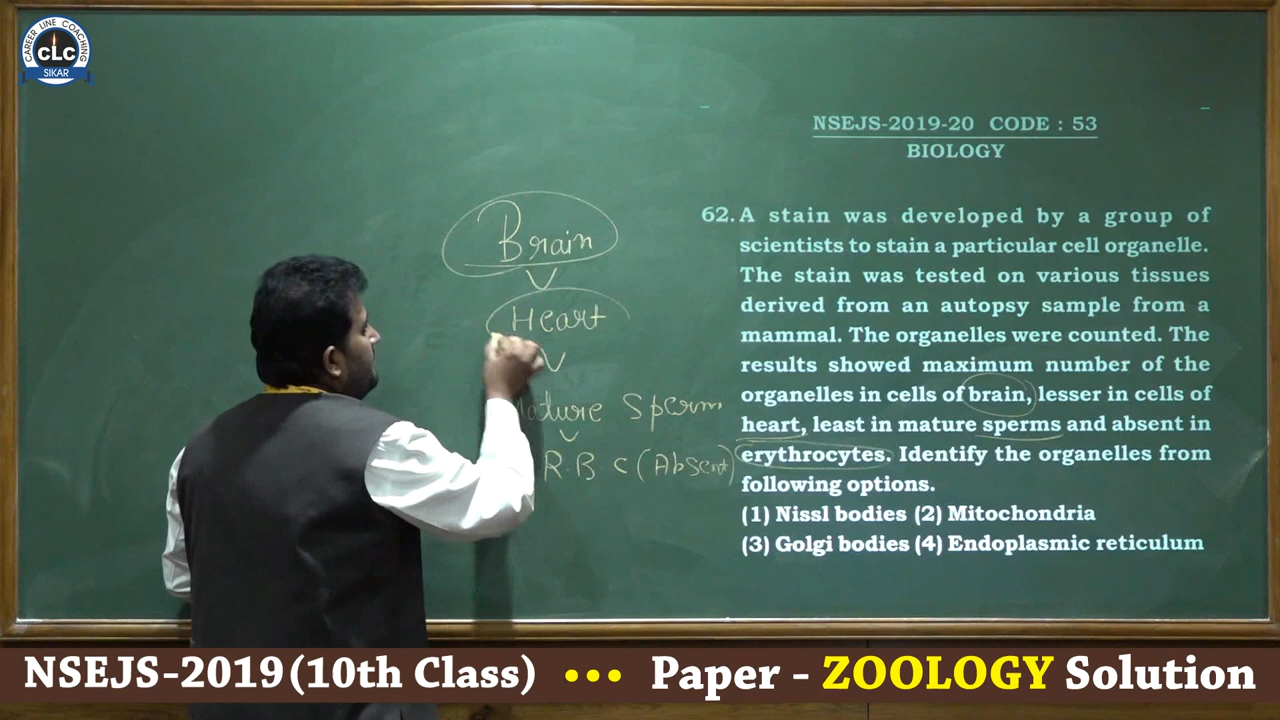 CAREER LINE COACHING
CLC
SIKAR
NSEJS-2019-20 CODE : 53
BIOLOGY
62. A stain was developed by a group of
scientists to stain a particular cell organelle.
The stain was tested on various tissues
derived from an autopsy sample from a
mammal. The organelles were counted. The
results showed maximum number of the
organelles in cells of brain, lesser in cells of
heart, least in mature sperms and absent in
erythrocytes. Identify the organelles from
following options.
(1) Nissl bodies (2) Mitochondria
(3) Golgi bodies (4) Endoplasmic reticulum
Brain
Heart
Sperm
R.B.C (Absent)
NSEJS-2019(10th Class) ••• Paper - ZOOLOGY Solution